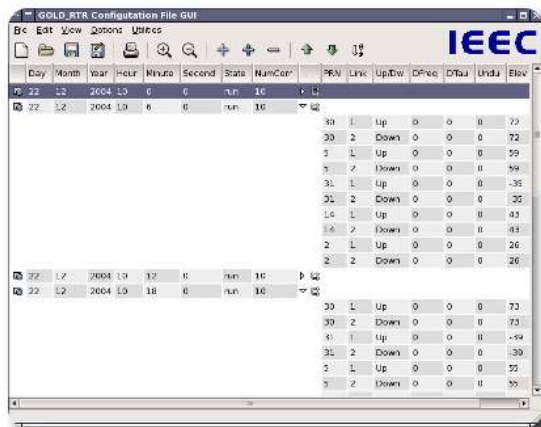 GOLD_RTR Configutation File GUI
File Edit View Options Utilities
IEEC
Day Month Year Hour Minute Second State NumCorr PRN Link Up/Dw DFreq DTau Undu Elev
22 12 2004 10 0 0 run 10
22 12 2004 10 6 0 run 10
30 1 Up 0 0 0 72
30 2 Down 0 0 0 72
5 1 Up 0 0 0 59
5 2 Down 0 0 0 59
31 1 Up 0 0 0 -35
31 2 Down 0 0 0 35
14 1 Up 0 0 0 43
14 2 Down 0 0 0 43
2 1 Up 0 0 0 26
2 2 Down 0 0 0 26
22 12 2004 10 12 0 run 10
22 12 2004 10 18 0 run 10
30 1 Up 0 0 0 73
30 2 Down 0 0 0 73
31 1 Up 0 0 0 -39
31 2 Down 0 0 0 -39
5 1 Up 0 0 0 55
5 2 Down 0 0 0 55